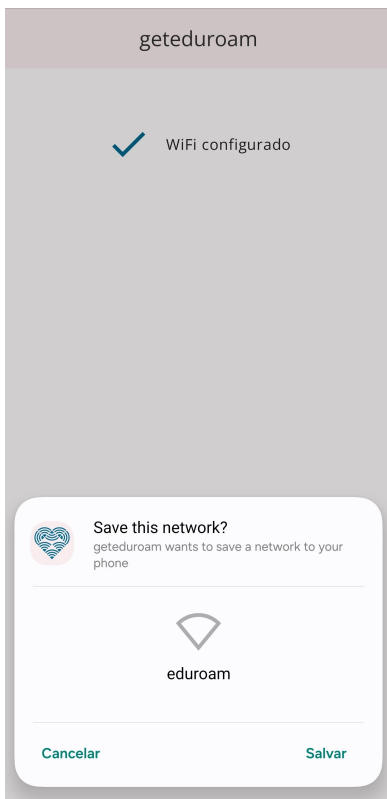 geteduroam
WiFi configurado
Save this network?
geteduroam wants to save a network to your
phone
eduroam
Cancelar
Salvar